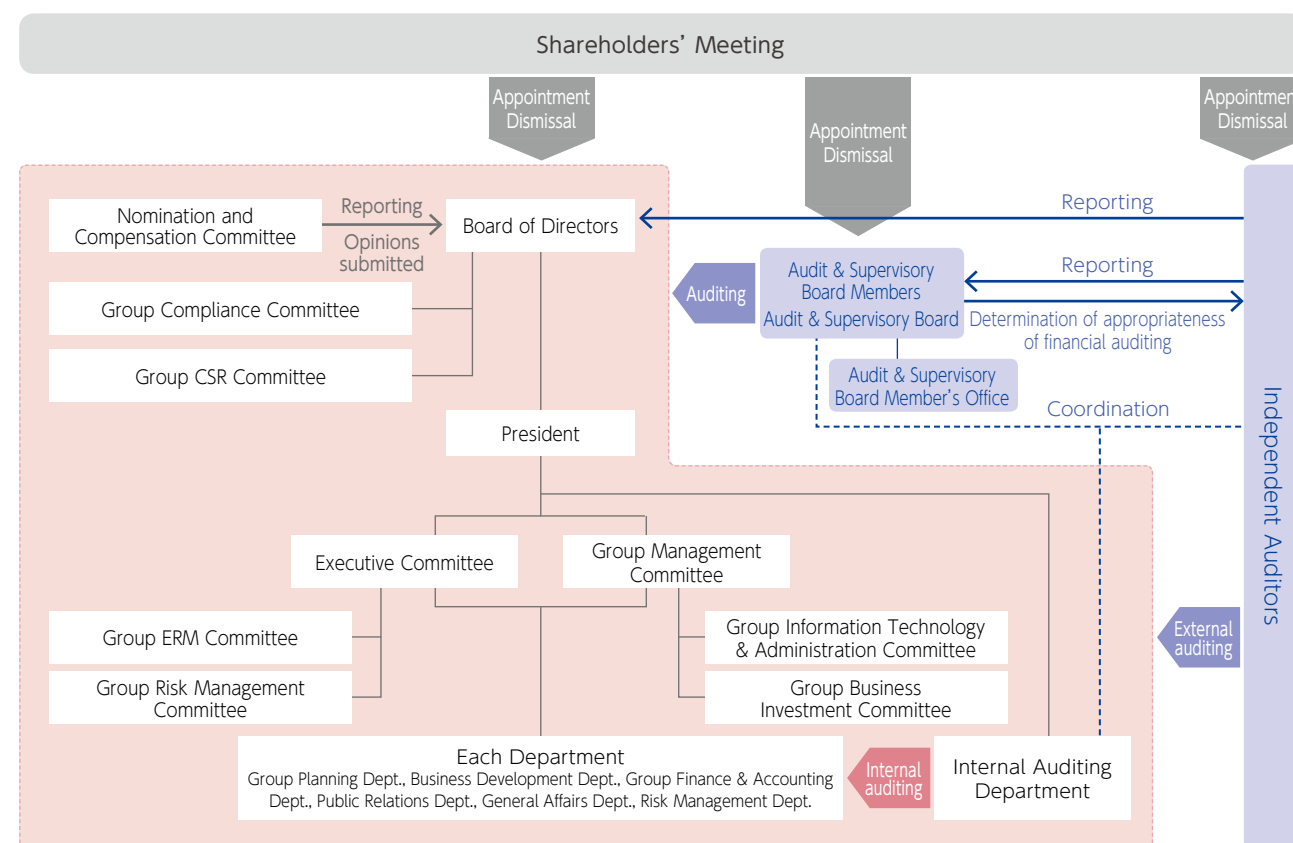 Shareholders’ Meeting
Appointment
Dismissal
Appointment
Dismissal
Appointmen
Dismissal
Nomination and
Compensation Committee
Reporting
Opinions
submitted
Board of Directors
Reporting
Group Compliance Committee
Group CSR Committee
Auditing
Audit & Supervisory
Board Members
Audit & Supervisory Board
Reporting
Determination of appropriateness
of financial auditing
Audit & Supervisory
Board Member’s Office
Coordination
Independent Auditors
President
Executive Committee
Group Management
Committee
Group ERM Committee
Group Risk Management
Committee
Group Information Technology
& Administration Committee
Group Business
Investment Committee
External
auditing
Each Department
Group Planning Dept., Business Development Dept., Group Finance & Accounting
Dept., Public Relations Dept., General Affairs Dept., Risk Management Dept.
Internal
auditing
Internal Auditing
Department